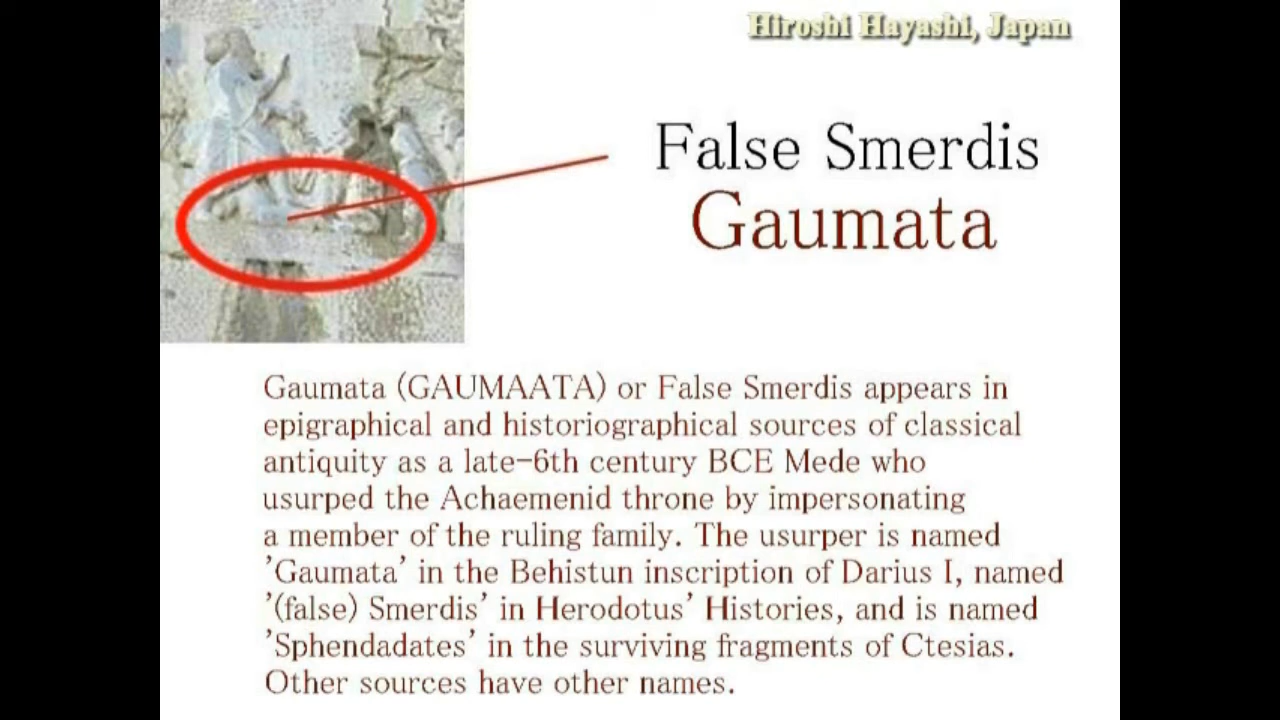 Hiroshi Hayashi, Japan
False Smerdis
Gaumata
Gaumata (GAUMAATA) or False Smerdis appears in
epigraphical and historiographical sources of classical
antiquity as a late-6th century BCE Mede who
usurped the Achaemenid throne by impersonating
a member of the ruling family. The usurper is named
'Gaumata' in the Behistun inscription of Darius I, named
'(false) Smerdis' in Herodotus' Histories, and is named
'Sphendadates' in the surviving fragments of Ctesias.
Other sources have other names.